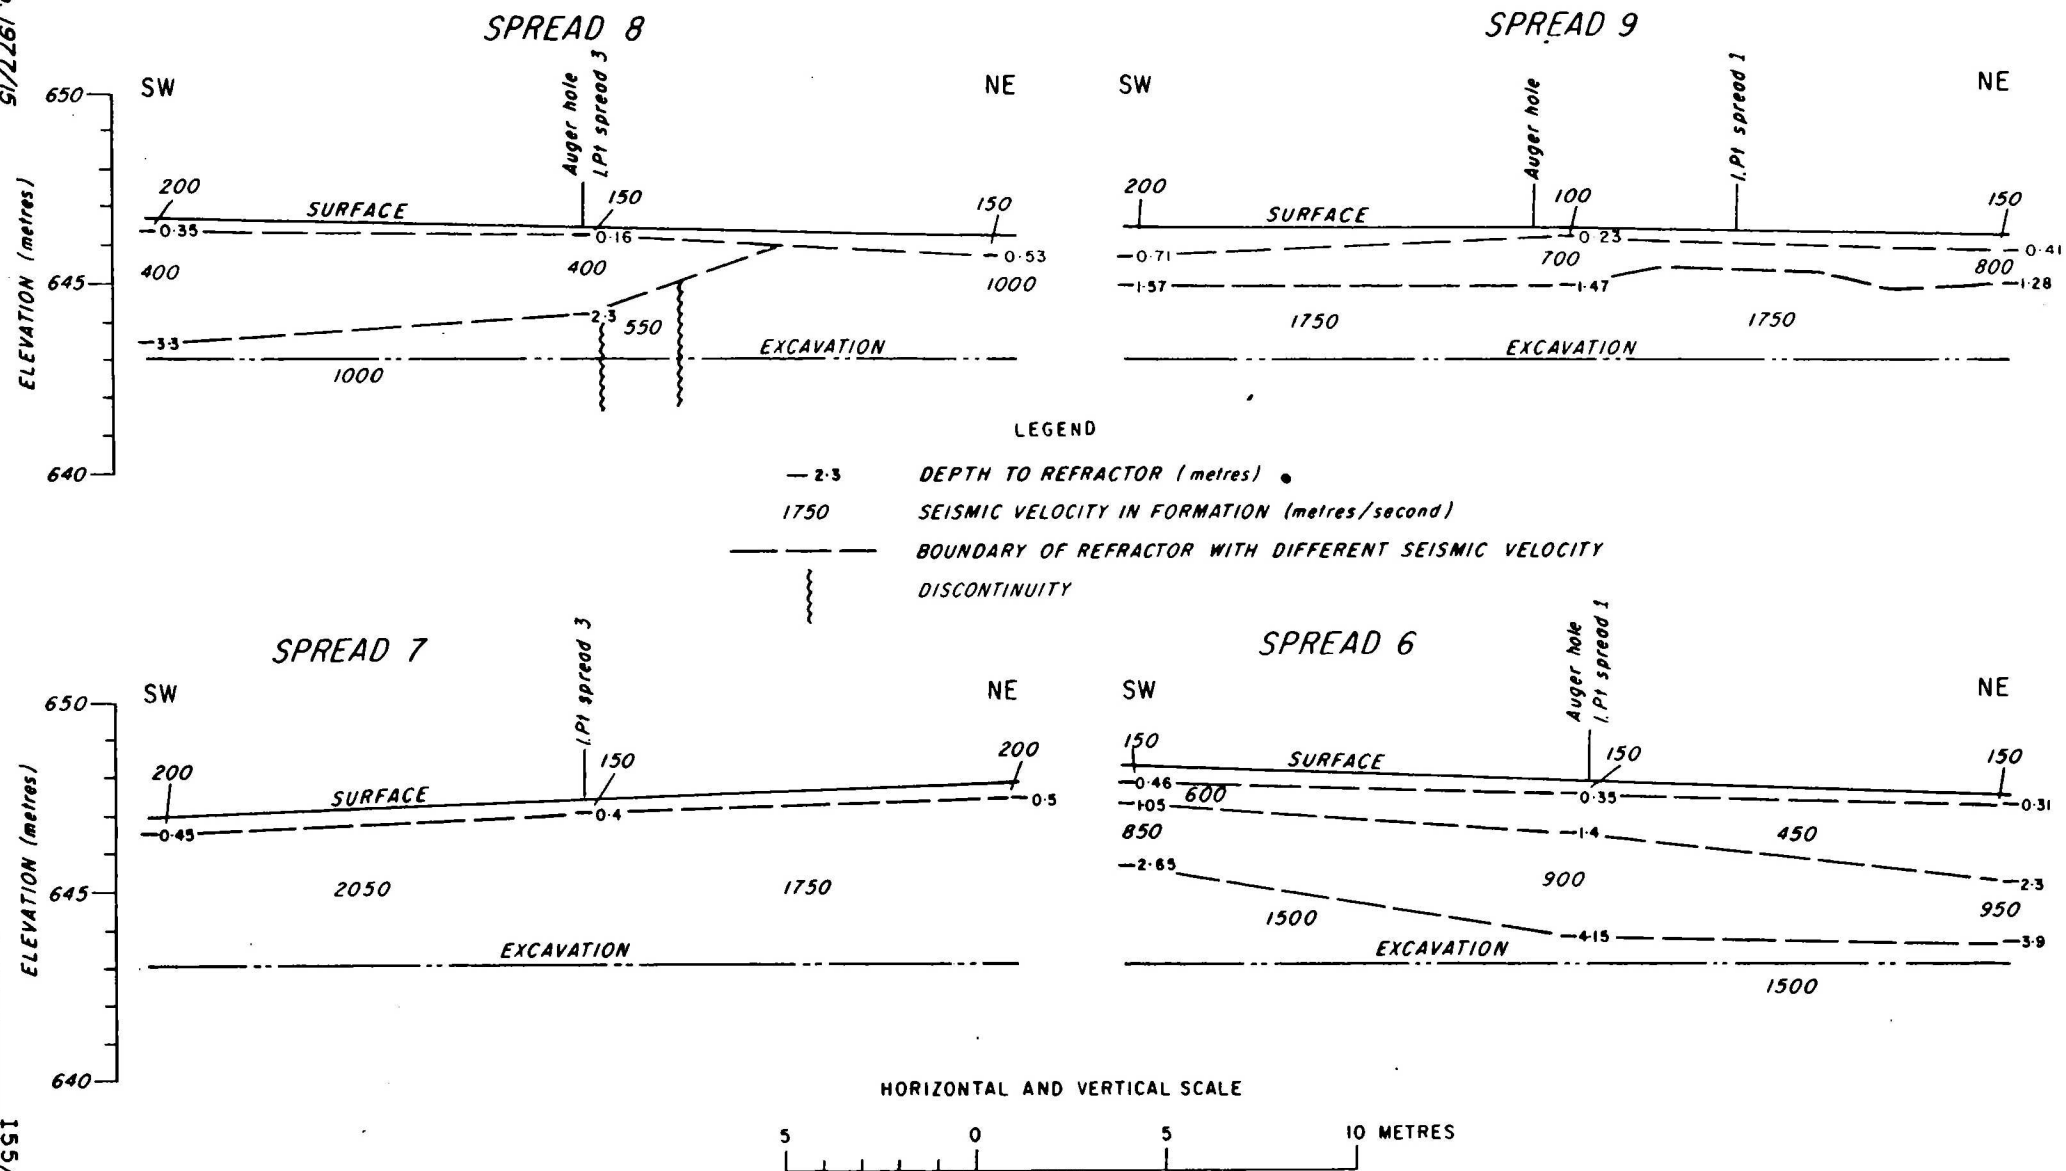 1977/15
SPREAD 8
SPREAD 9
Auger hole
I.Pt spread 3
Auger hole
I.Pt spread 1
SW
NE
SW
NE
650
645
640
ELEVATION (metres)
200
SURFACE
150
150
0·35
0·16
0·53
400
400
1000
2·3
550
3·3
EXCAVATION
1000
200
SURFACE
100
150
0·71
0·23
0·41
700
800
1·57
1·47
1·28
1750
1750
EXCAVATION
LEGEND
2·3 DEPTH TO REFRACTOR (metres)
1750 SEISMIC VELOCITY IN FORMATION (metres/second)
BOUNDARY OF REFRACTOR WITH DIFFERENT SEISMIC VELOCITY
DISCONTINUITY
SPREAD 7
SPREAD 6
I.Pt spread 3
Auger hole
I.Pt spread 1
SW
NE
SW
NE
650
645
640
ELEVATION (metres)
200
SURFACE
150
200
0·45
0·4
0·5
2050
1750
EXCAVATION
150
SURFACE
150
150
0·46
600
0·35
0·31
1·05
850
1·4
450
2·65
900
2·3
950
1500
4·15
3·9
EXCAVATION
1500
HORIZONTAL AND VERTICAL SCALE
5 0 5 10 METRES
155/